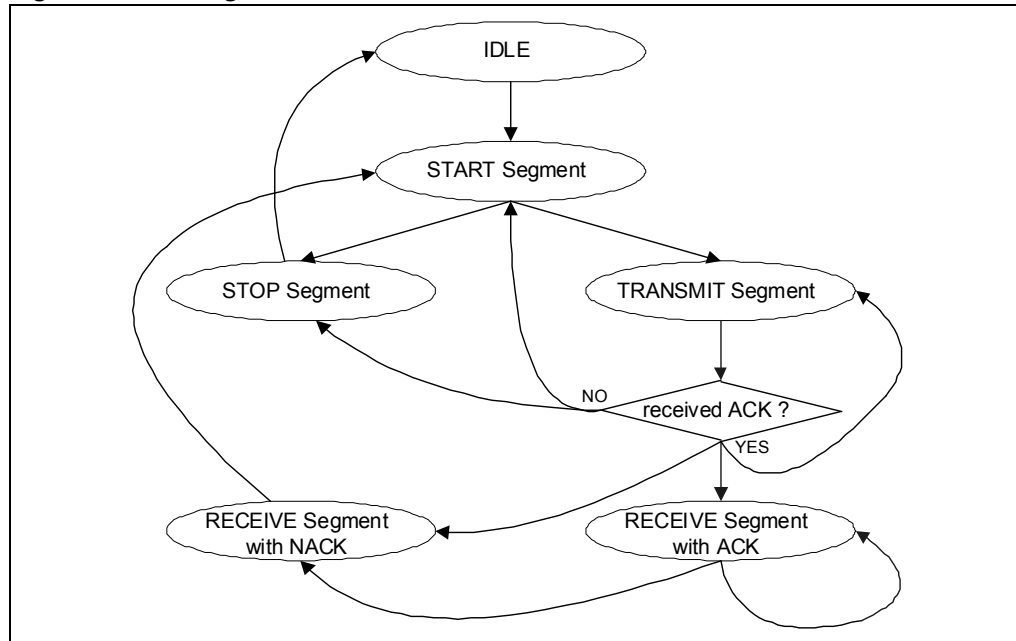 IDLE
START Segment
STOP Segment
TRANSMIT Segment
NO
received ACK ?
YES
RECEIVE Segment
with NACK
RECEIVE Segment
with ACK